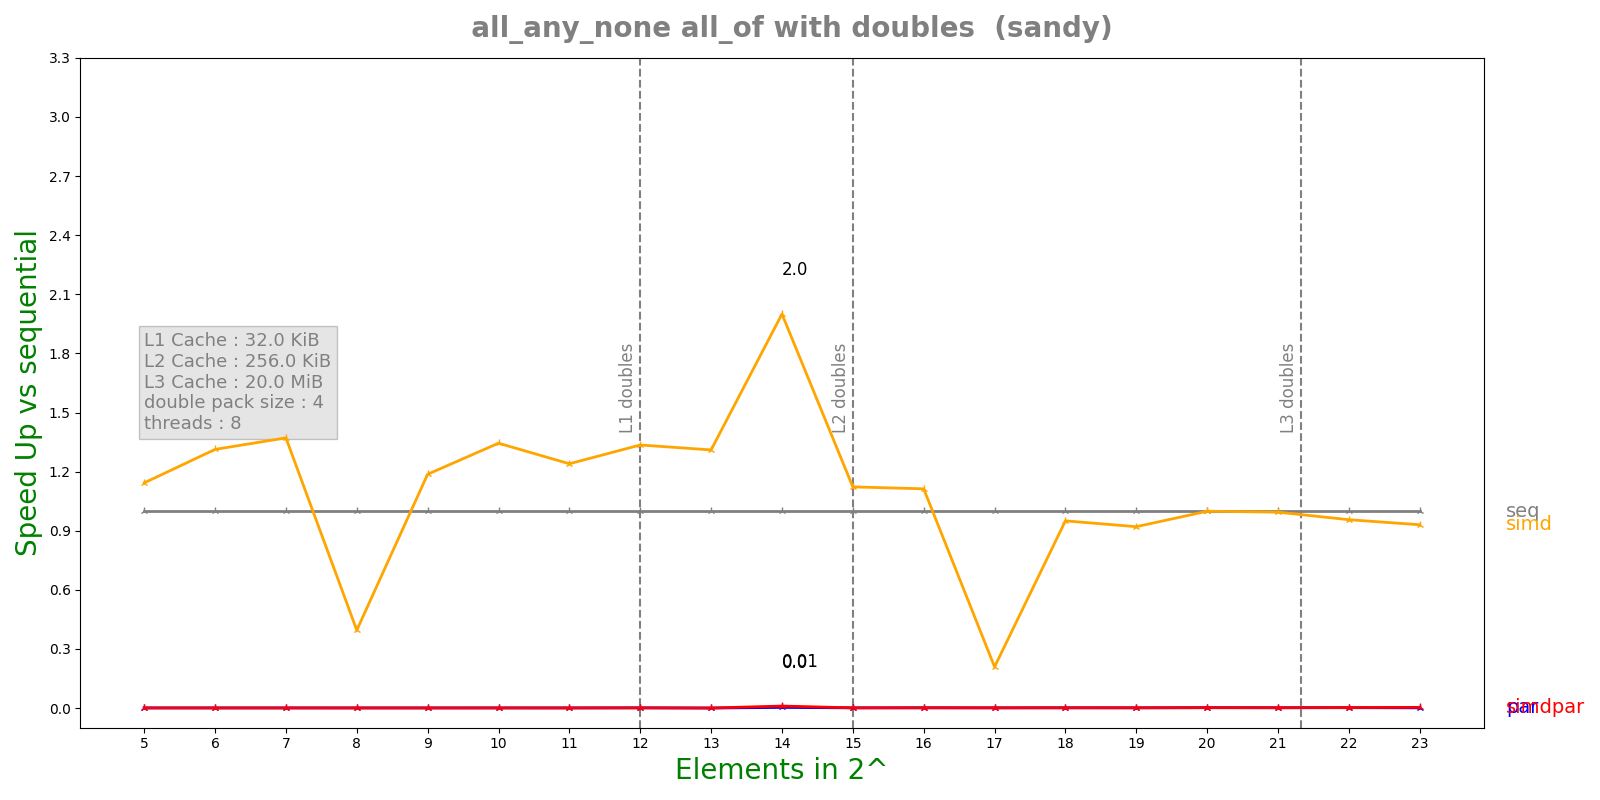 all_any_none all_of with doubles (sandy)
Speed Up vs sequential
3.3
3.0
2.7
2.4
2.1
1.8
1.5
1.2
0.9
0.6
0.3
0.0
L1 Cache : 32.0 KiB
L2 Cache : 256.0 KiB
L3 Cache : 20.0 MiB
double pack size : 4
threads : 8
L1 doubles
L2 doubles
L3 doubles
2.0
0.0
0.01
seq
simd
par
simdpar
5 6 7 8 9 10 11 12 13 14 15 16 17 18 19 20 21 22 23
Elements in 2^